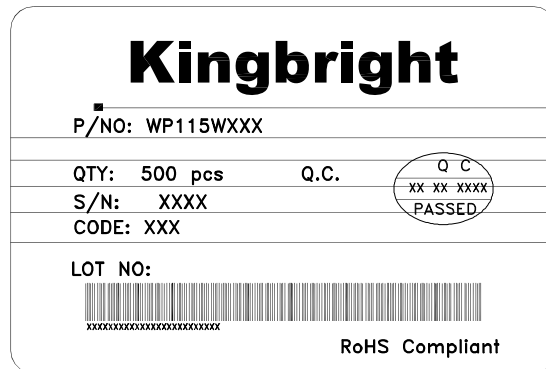 Kingbright
P/NO: WP115WXXX
QTY: 500 pcs Q.C.
Q C
XX XX XXXX
PASSED
S/N: XXXX
CODE: XXX
LOT NO:
XXXXXXXXXXXXXXXXXXXXXXXXX
RoHS Compliant